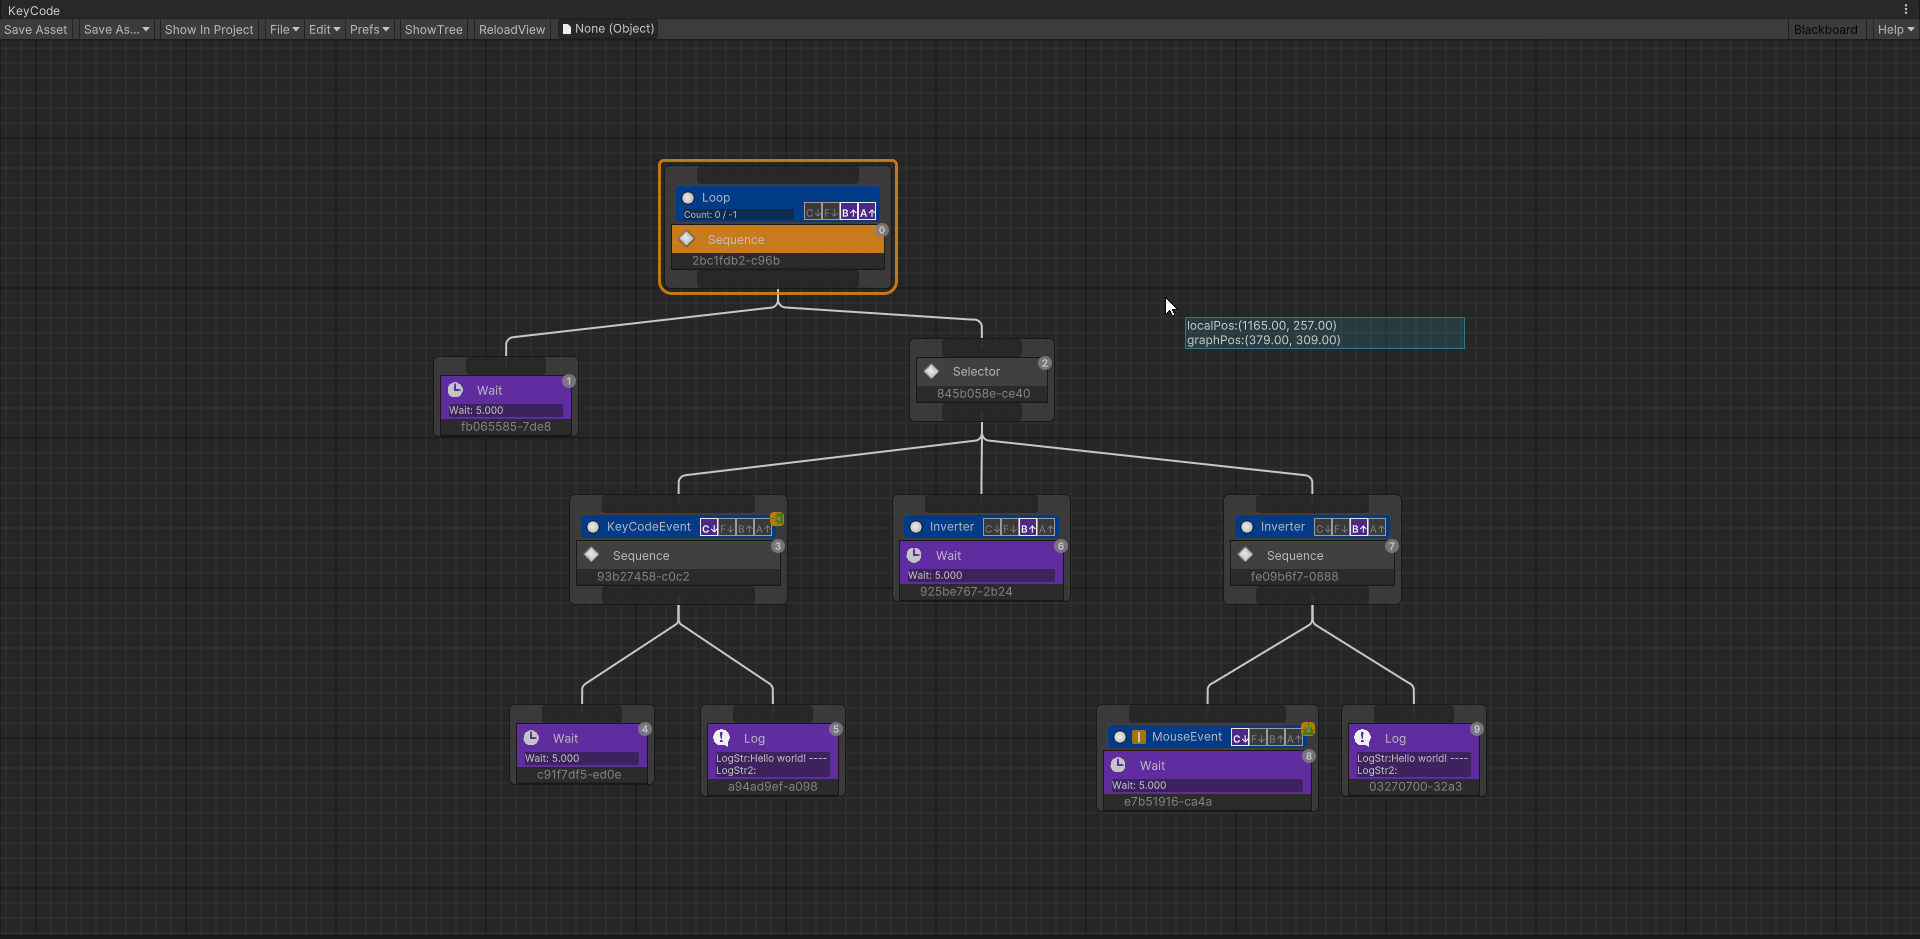 KeyCode
Save Asset Save As... Show In Project File Edit Prefs ShowTree ReloadView None (Object) Blackboard Help
Loop
Count: 0 / -1 C↓ F↓ B↑ A↑
0
Sequence
2bc1fdb2-c96b
localPos:(1165.00, 257.00)
graphPos:(379.00, 309.00)
1
Wait
Wait: 5.000
fb065585-7de8
2
Selector
845b058e-ce40
KeyCodeEvent C↓ F↓ B↑ A↑
3
Sequence
93b27458-c0c2
Inverter C↓ F↓ B↑ A↑
6
Wait
Wait: 5.000
925be767-2b24
Inverter C↓ F↓ B↑ A↑
7
Sequence
fe09b6f7-0888
4
Wait
Wait: 5.000
c91f7df5-ed0e
5
Log
LogStr:Hello world! ----
LogStr2:
a94ad9ef-a098
MouseEvent C↓ F↓ B↑ A↑
8
Wait
Wait: 5.000
e7b51916-ca4a
9
Log
LogStr:Hello world! ----
LogStr2:
03270700-32a3